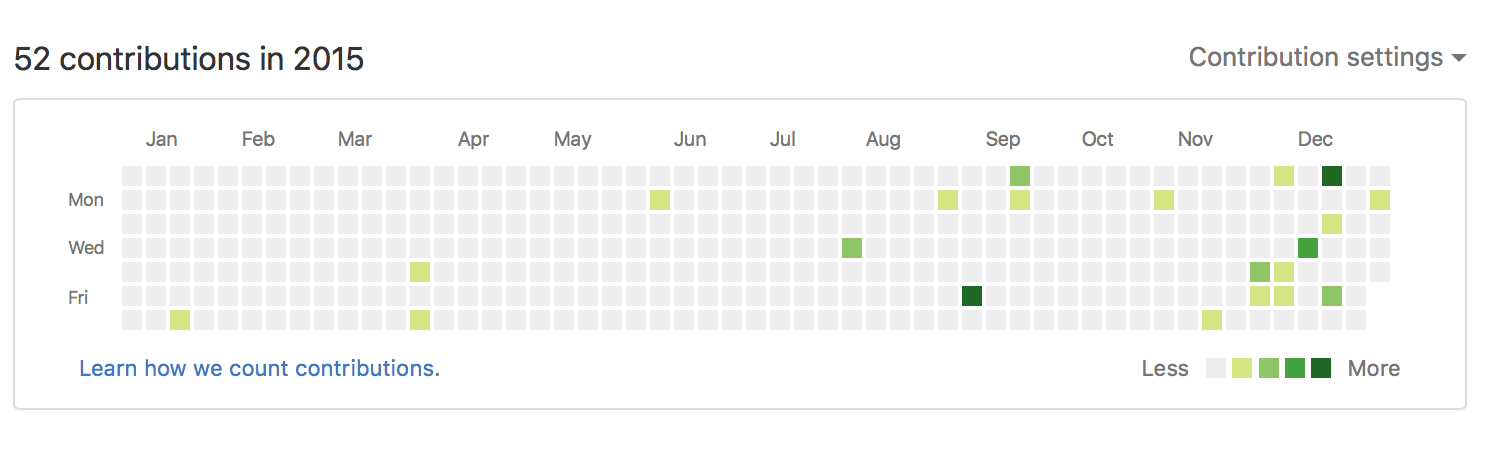 52 contributions in 2015
Contribution settings
Jan Feb Mar Apr May Jun Jul Aug Sep Oct Nov Dec
Mon
Wed
Fri
Learn how we count contributions.
Less More